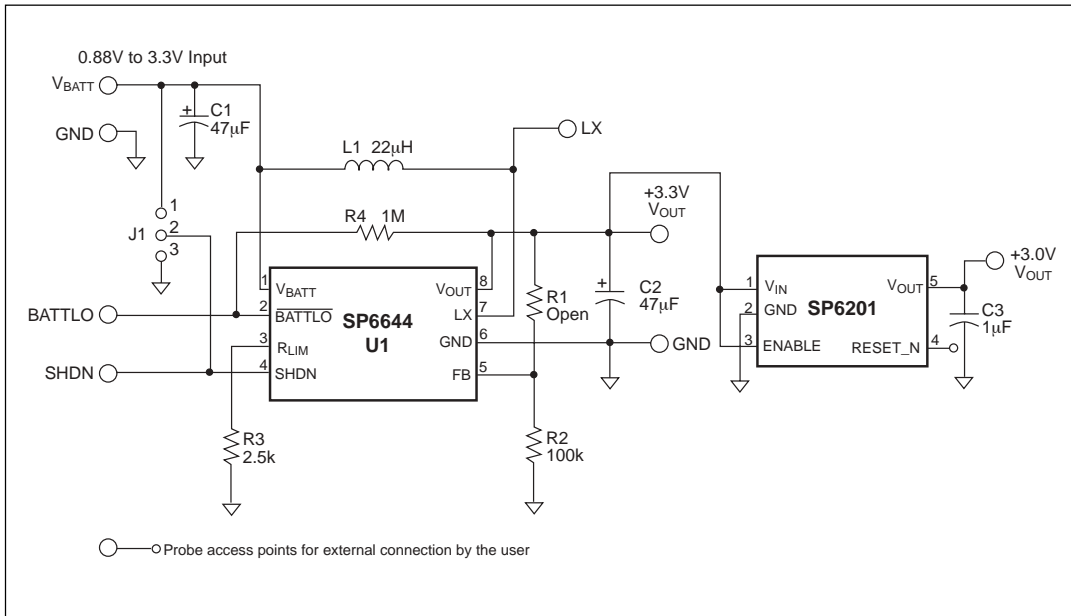 0.88V to 3.3V Input
VBATT
C1
47µF
GND
LX
L1 22µH
+3.3V
VOUT
R4 1M
J1
1
2
3
1
VBATT
VOUT
8
BATTLO
2
BATTLO
LX
7
SP6644
U1
3
RLIM
GND
6
SHDN
4
SHDN
FB
5
R1
Open
C2
47µF
GND
R3
2.5k
R2
100k
1
VIN
VOUT
5
2
GND
SP6201
3
ENABLE
RESET_N
4
+3.0V
VOUT
C3
1µF
Probe access points for external connection by the user